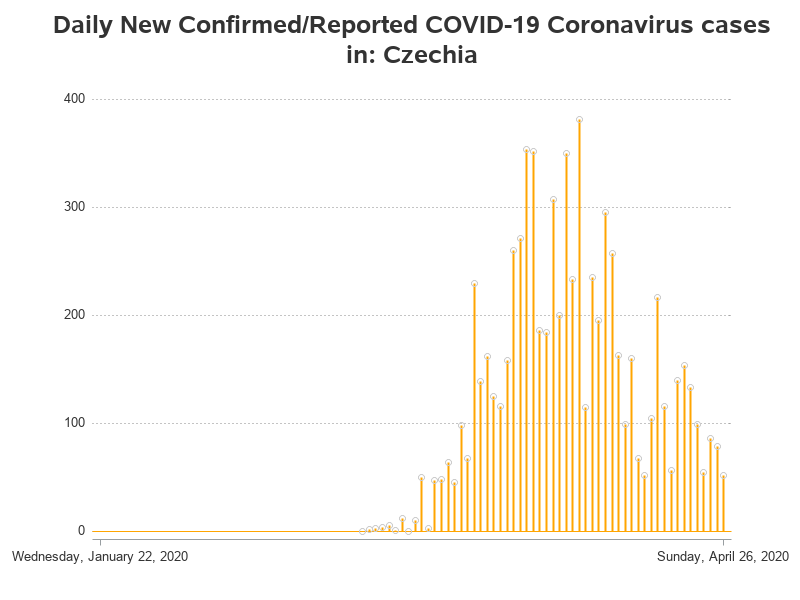 Daily New Confirmed/Reported COVID-19 Coronavirus cases
in: Czechia
400
300
200
100
0
Wednesday, January 22, 2020 Sunday, April 26, 2020